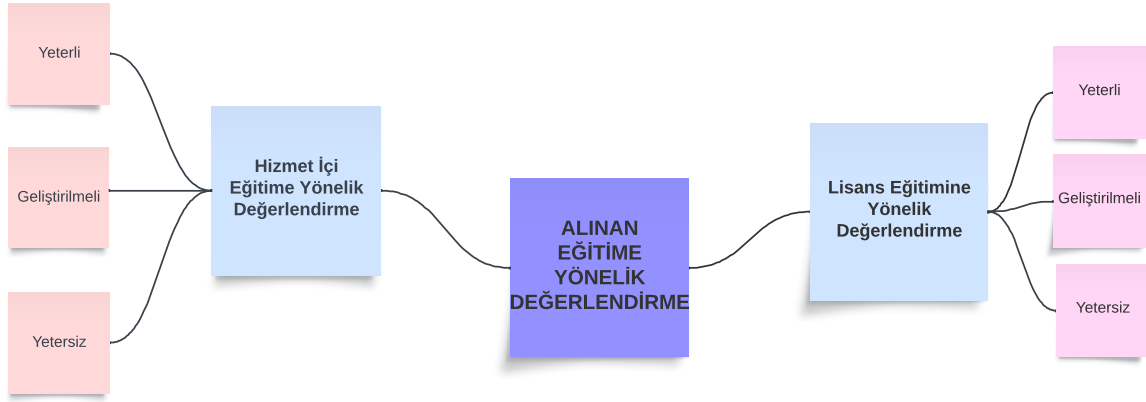 Yeterli
Geliştirilmeli
Yetersiz
Hizmet İçi
Eğitime Yönelik
Değerlendirme
ALINAN
EĞİTİME
YÖNELİK
DEĞERLENDİRME
Lisans Eğitimine
Yönelik
Değerlendirme
Yeterli
Geliştirilmeli
Yetersiz